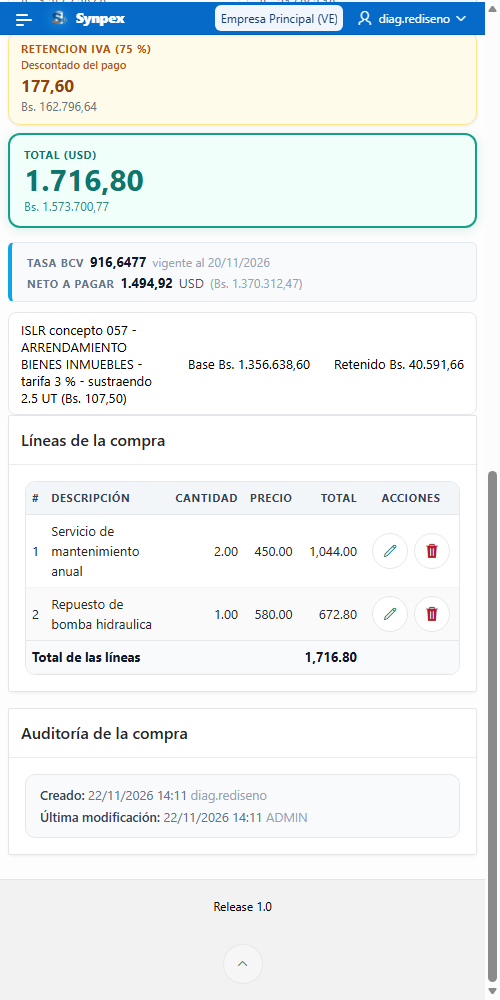 Synpex
Empresa Principal (VE)
diag.rediseno
RETENCION IVA (75 %)
Descontado del pago
177,60
Bs. 162.796,64
TOTAL (USD)
1.716,80
Bs. 1.573.700,77
TASA BCV 916,6477 vigente al 20/11/2026
NETO A PAGAR 1.494,92 USD (Bs. 1.370.312,47)
ISLR concepto 057 -
ARRENDAMIENTO
BIENES INMUEBLES -
tarifa 3 % - sustraendo
2.5 UT (Bs. 107,50)
Base Bs. 1.356.638,60
Retenido Bs. 40.591,66
Líneas de la compra
# DESCRIPCIÓN CANTIDAD PRECIO TOTAL ACCIONES
1 Servicio de mantenimiento anual 2.00 450.00 1,044.00
2 Repuesto de bomba hidraulica 1.00 580.00 672.80
Total de las líneas 1,716.80
Auditoría de la compra
Creado: 22/11/2026 14:11 diag.rediseno
Última modificación: 22/11/2026 14:11 ADMIN
Release 1.0